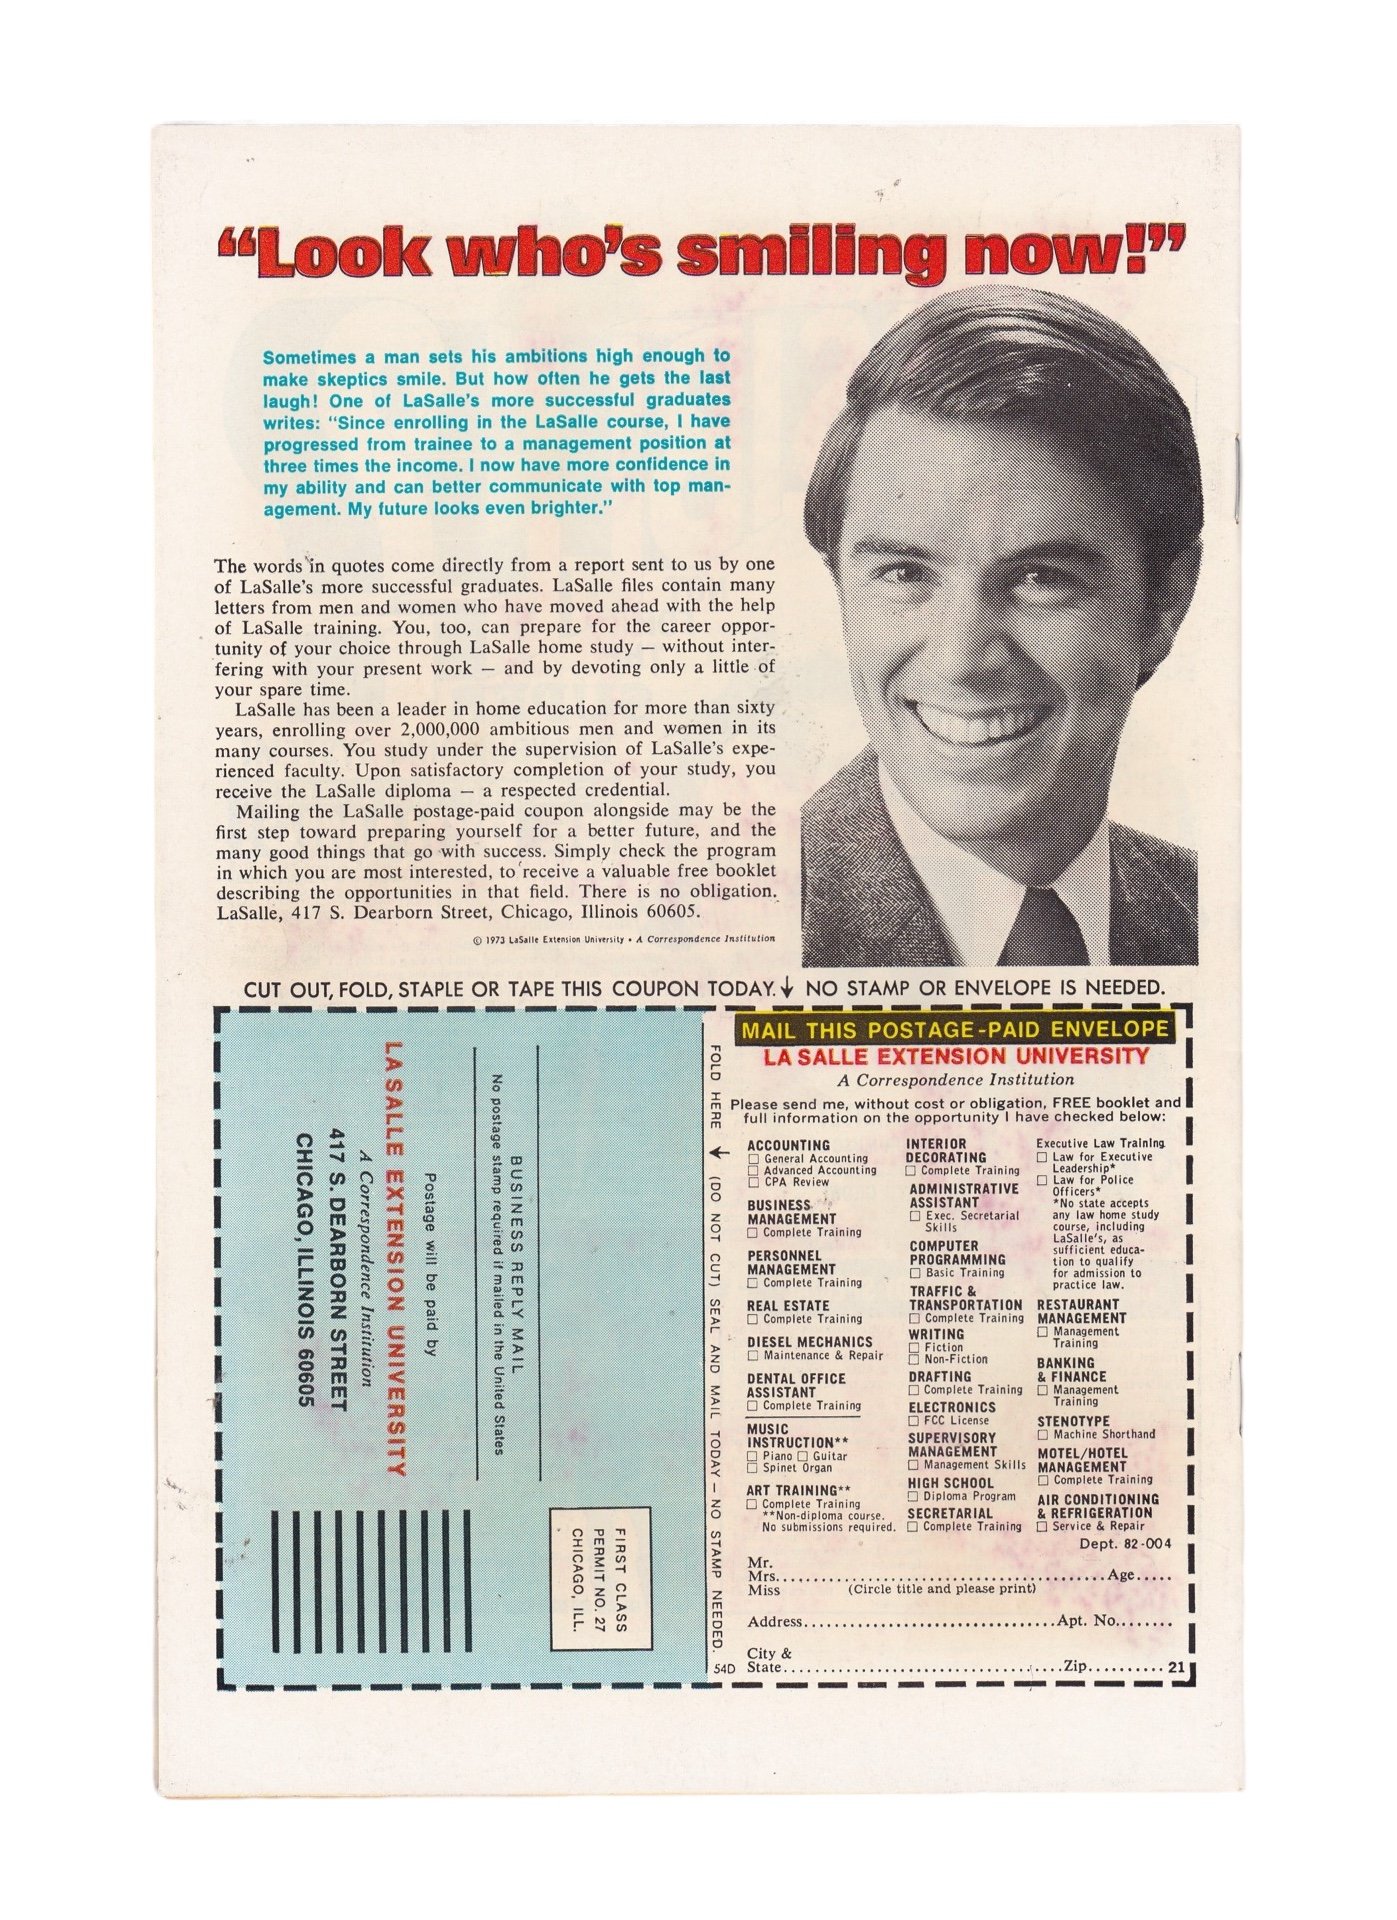 “Look who’s smiling now!”
Sometimes a man sets his ambitions high enough to
make skeptics smile. But how often he gets the last
laugh! One of LaSalle’s more successful graduates
writes: “Since enrolling in the LaSalle course, I have
progressed from trainee to a management position at
three times the income. I now have more confidence in
my ability and can better communicate with top man-
agement. My future looks even brighter.”
The words in quotes come directly from a report sent to us by one
of LaSalle’s more successful graduates. LaSalle files contain many
letters from men and women who have moved ahead with the help
of LaSalle training. You, too, can prepare for the career oppor-
tunity of your choice through LaSalle home study — without inter-
fering with your present work — and by devoting only a little of
your spare time.
LaSalle has been a leader in home education for more than sixty
years, enrolling over 2,000,000 ambitious men and women in its
many courses. You study under the supervision of LaSalle’s expe-
rienced faculty. Upon satisfactory completion of your study, you
receive the LaSalle diploma — a respected credential.
Mailing the LaSalle postage-paid coupon alongside may be the
first step toward preparing yourself for a better future, and the
many good things that go with success. Simply check the program
in which you are most interested, to receive a valuable free booklet
describing the opportunities in that field. There is no obligation.
LaSalle, 417 S. Dearborn Street, Chicago, Illinois 60605.
© 1973 LaSalle Extension University • A Correspondence Institution
CUT OUT, FOLD, STAPLE OR TAPE THIS COUPON TODAY. ↓ NO STAMP OR ENVELOPE IS NEEDED.
FIRST CLASS
PERMIT NO. 27
CHICAGO, ILL.
BUSINESS REPLY MAIL
No postage stamp required if mailed in the United States
Postage will be paid by
LA SALLE EXTENSION UNIVERSITY
A Correspondence Institution
417 S. DEARBORN STREET
CHICAGO, ILLINOIS 60605
FOLD HERE ↓ (DO NOT CUT) SEAL AND MAIL TODAY — NO STAMP NEEDED.
54D
MAIL THIS POSTAGE-PAID ENVELOPE
LA SALLE EXTENSION UNIVERSITY
A Correspondence Institution
Please send me, without cost or obligation, FREE booklet and
full information on the opportunity I have checked below:
ACCOUNTING
☐ General Accounting
☐ Advanced Accounting
☐ CPA Review
BUSINESS
MANAGEMENT
☐ Complete Training
PERSONNEL
MANAGEMENT
☐ Complete Training
REAL ESTATE
☐ Complete Training
DIESEL MECHANICS
☐ Maintenance & Repair
DENTAL OFFICE
ASSISTANT
☐ Complete Training
MUSIC
INSTRUCTION**
☐ Piano ☐ Guitar
☐ Spinet Organ
ART TRAINING**
☐ Complete Training
**Non-diploma course.
No submissions required.
INTERIOR
DECORATING
☐ Complete Training
ADMINISTRATIVE
ASSISTANT
☐ Exec. Secretarial
Skills
COMPUTER
PROGRAMMING
☐ Basic Training
TRAFFIC &
TRANSPORTATION
☐ Complete Training
WRITING
☐ Fiction
☐ Non-Fiction
DRAFTING
☐ Complete Training
ELECTRONICS
☐ FCC License
SUPERVISORY
MANAGEMENT
☐ Management Skills
HIGH SCHOOL
☐ Diploma Program
SECRETARIAL
☐ Complete Training
Executive Law Training
☐ Law for Executive
Leadership*
☐ Law for Police
Officers*
*No state accepts
any law home study
course, including
LaSalle’s, as
sufficient educa-
tion to qualify
for admission to
practice law.
RESTAURANT
MANAGEMENT
☐ Management
Training
BANKING
& FINANCE
☐ Management
Training
STENOTYPE
☐ Machine Shorthand
MOTEL/HOTEL
MANAGEMENT
☐ Complete Training
AIR CONDITIONING
& REFRIGERATION
☐ Service & Repair
Dept. 82-004
Mr.
Mrs. Age
Miss (Circle title and please print)
Address Apt. No.
City &
State Zip 21